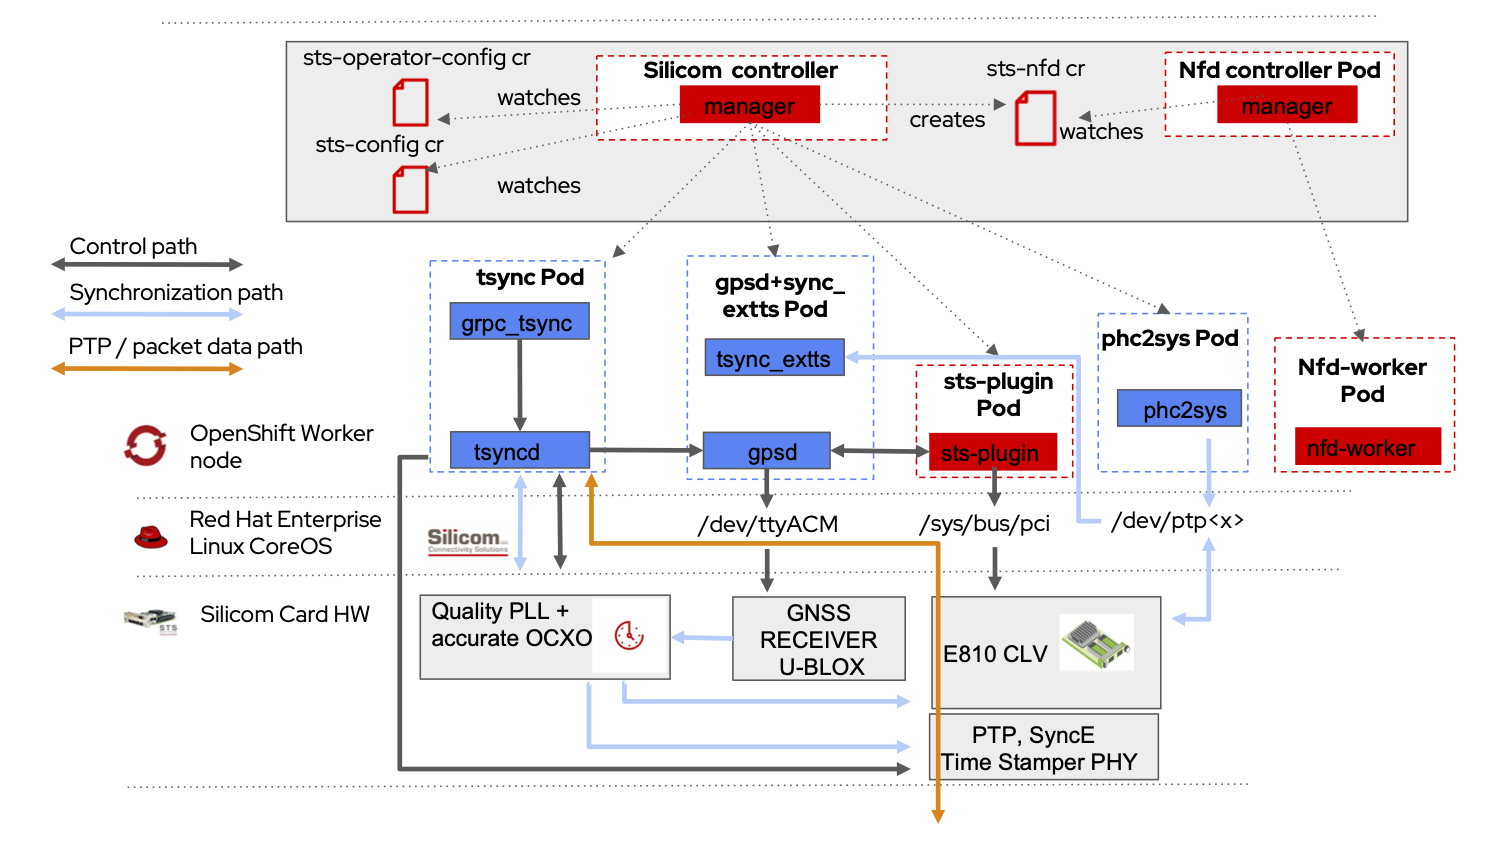 sts-operator-config cr
Silicom  controller
sts-nfd cr
Nfd controller Pod
watches
manager
manager
creates
watches
sts-config cr
watches
Control path
Synchronization path
PTP / packet data path
tsync Pod
grpc_tsync
tsyncd
gpsd+sync_
extts Pod
tsync_extts
gpsd
sts-plugin
Pod
sts-plugin
phc2sys Pod
phc2sys
Nfd-worker
Pod
nfd-worker
OpenShift Worker
node
Red Hat Enterprise
Linux CoreOS
Silicom
Connectivity Solutions
/dev/ttyACM
/sys/bus/pci
/dev/ptp<x>
STS
Silicom Card HW
Quality PLL +
accurate OCXO
GNSS
RECEIVER
U-BLOX
E810 CLV
PTP, SyncE
Time Stamper PHY